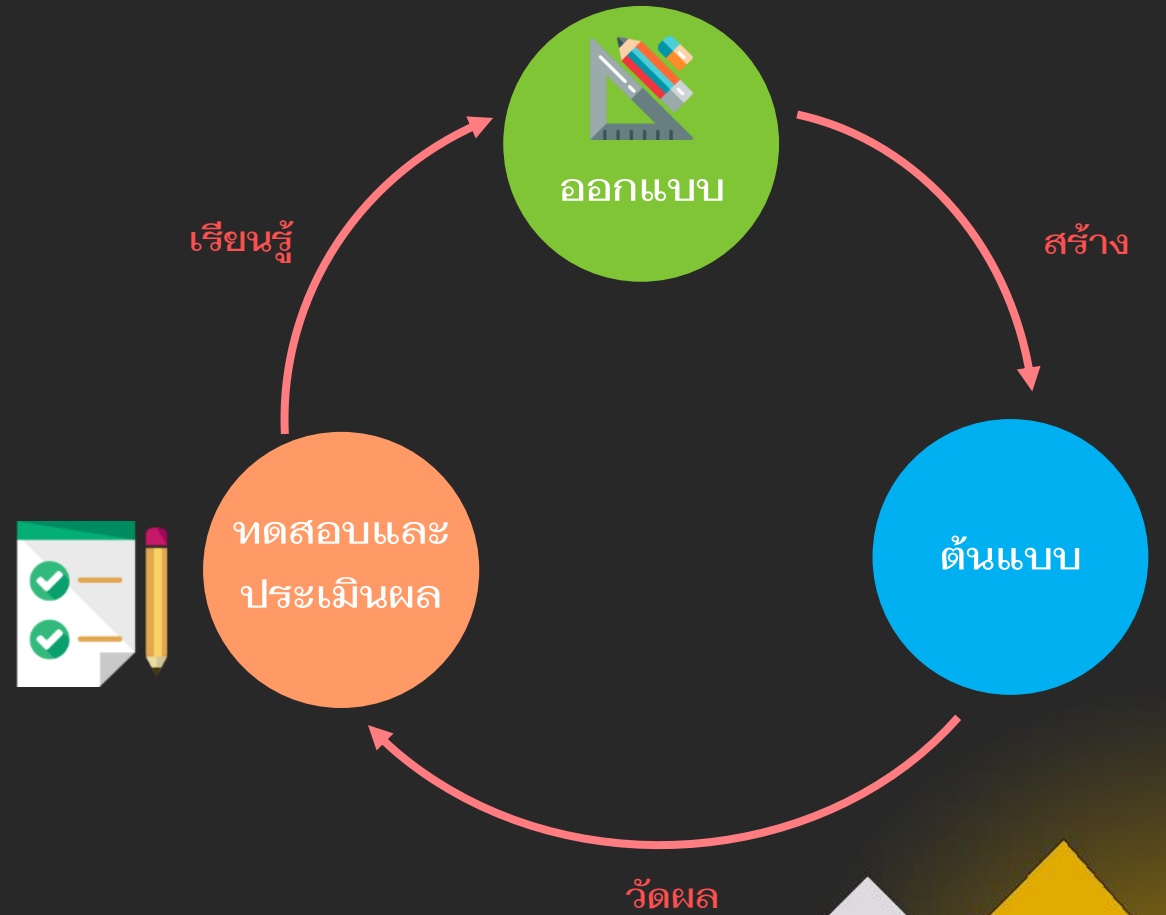 ออกแบบ
สร้าง
เรียนรู้
ต้นแบบ
ทดสอบและ
ประเมินผล
วัดผล